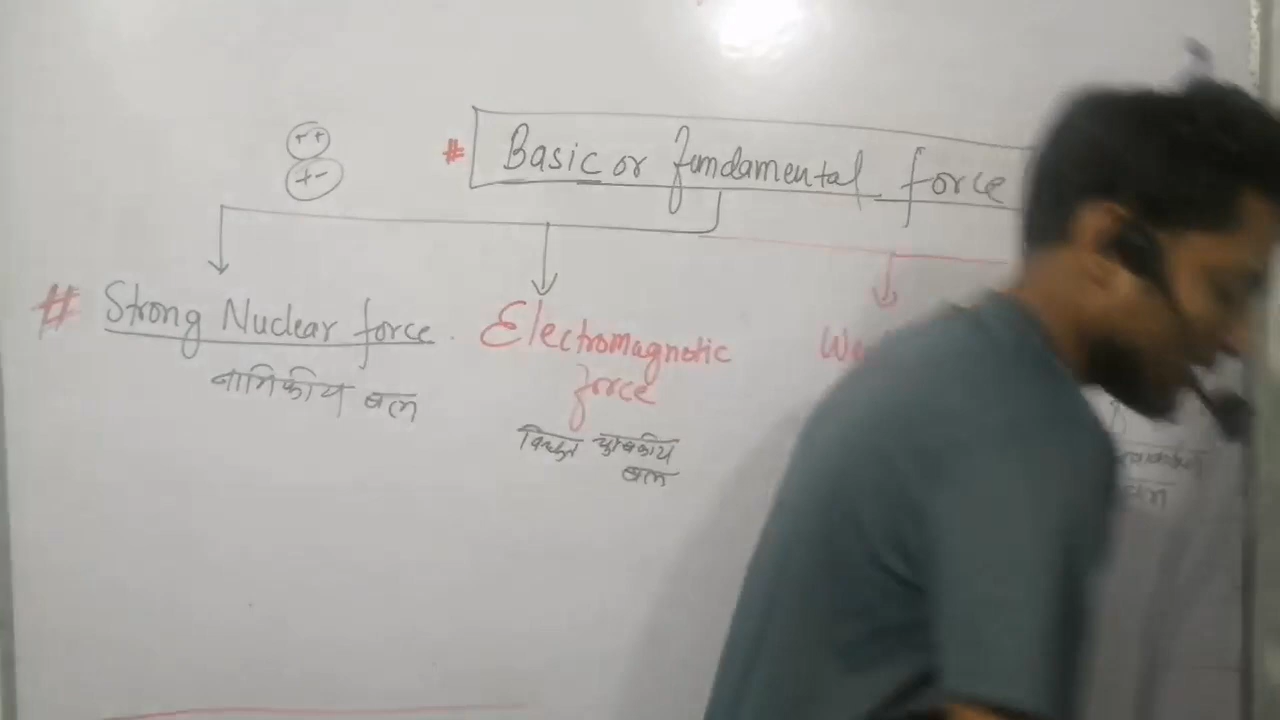 ++
+-
# Basic or fundamental force
# Strong Nuclear force.
नाभिकीय बल
Electromagnetic
force
विद्युत चुम्बकीय
बल